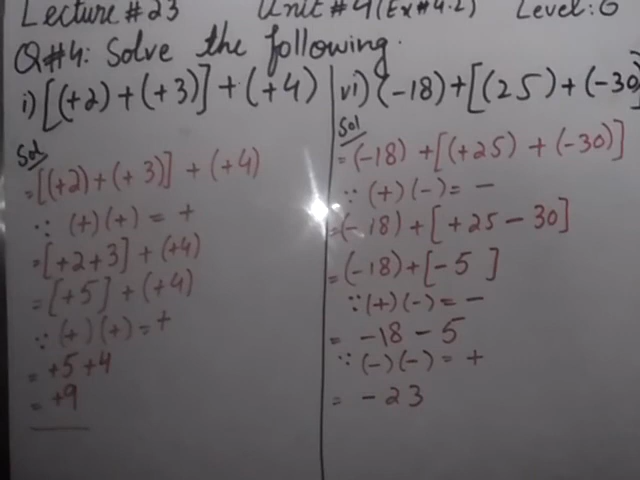 Lecture #23 Unit #4(Ex#4.2) Level: 6
Q#4: Solve the following.
i) [(+2)+(+3)]+(+4)
Sol
= [(+2)+(+3)] + (+4)
∵ (+)(+) = +
= [+2+3] + (+4)
= [+5] + (+4)
∵ (+)(+) = +
= +5+4
= +9
vi) (-18)+[(25)+(-30)
Sol
= (-18) + [(+25) + (-30)]
∵ (+)(-) = -
= (-18) + [+25 - 30]
= (-18) + [-5 ]
∵ (+)(-) = -
= -18 - 5
∵ (-)(-) = +
= -23